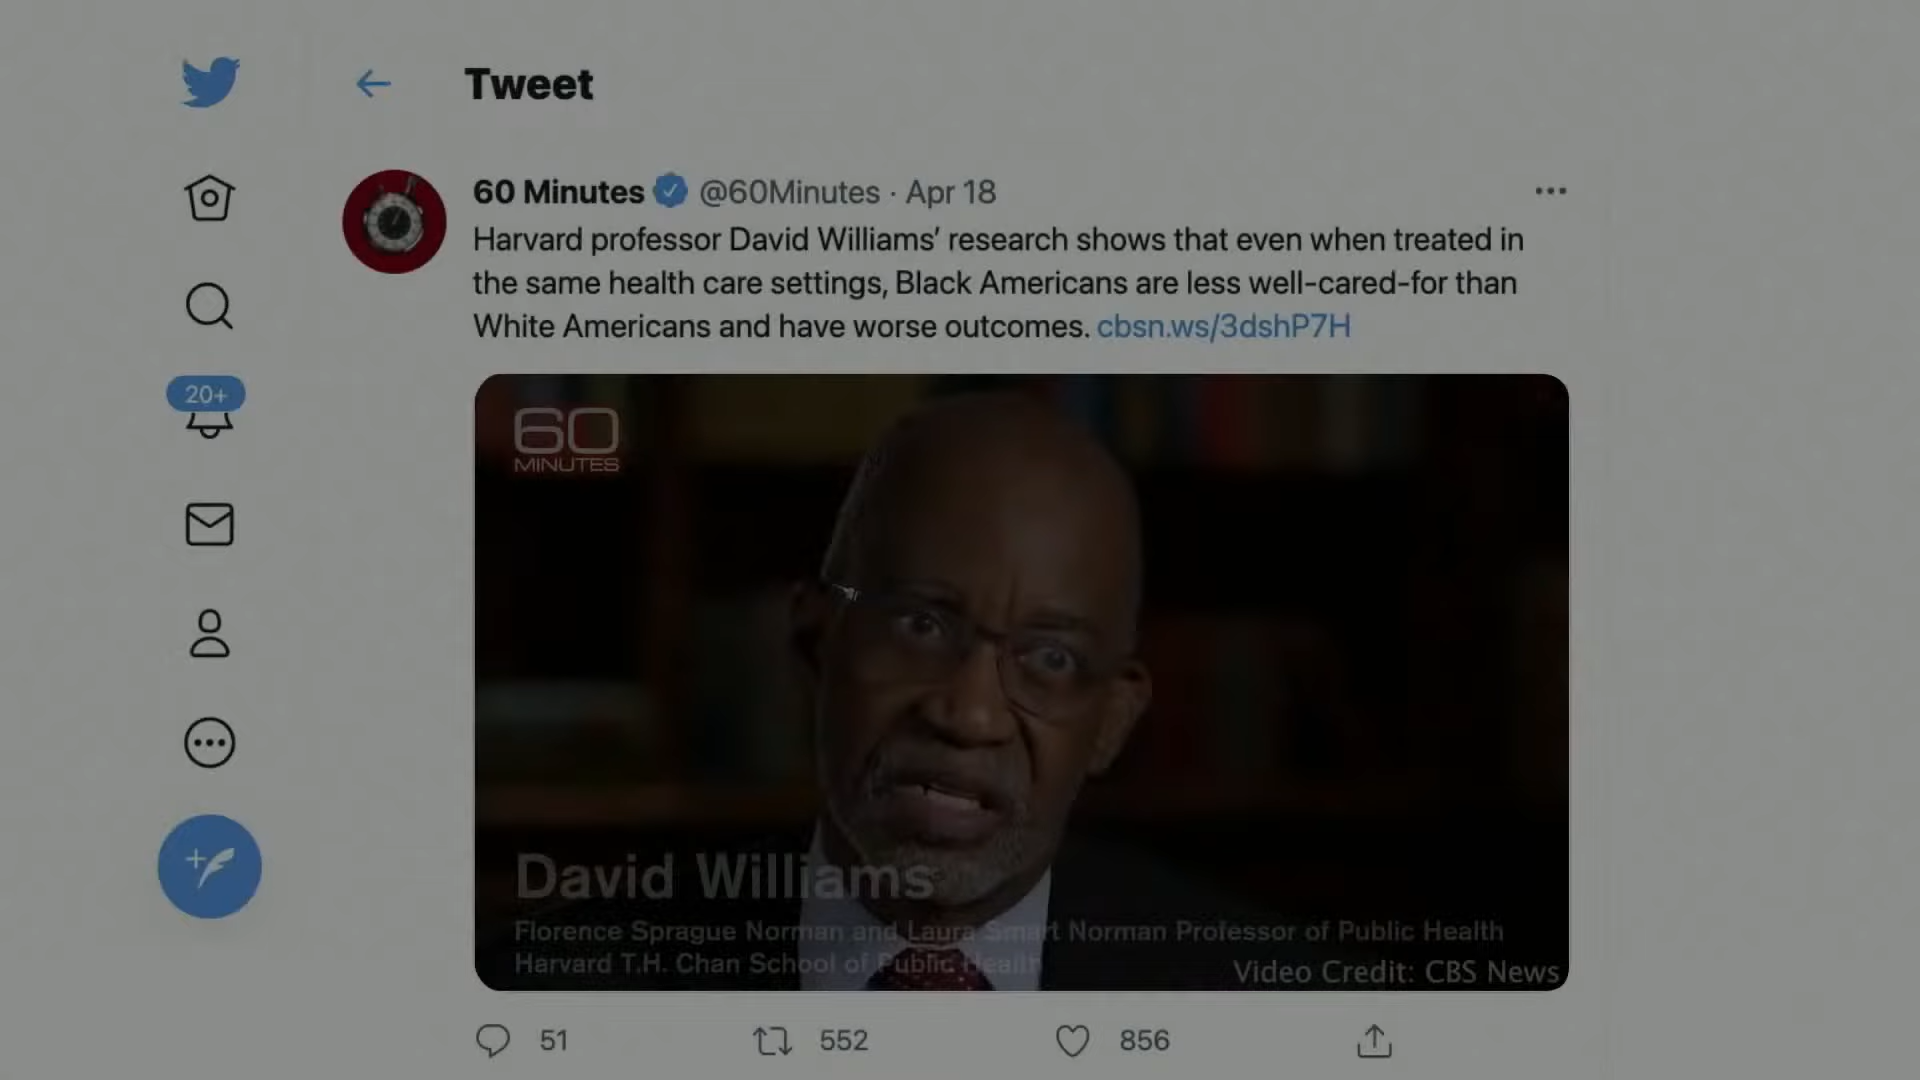 Tweet
60 Minutes @60Minutes · Apr 18
Harvard professor David Williams’ research shows that even when treated in
the same health care settings, Black Americans are less well-cared-for than
White Americans and have worse outcomes. cbsn.ws/3dshP7H
20+
60
MINUTES
David Williams
Florence Sprague Norman and Laura Smart Norman Professor of Public Health
Harvard T.H. Chan School of Public Health
Video Credit: CBS News
51 552 856